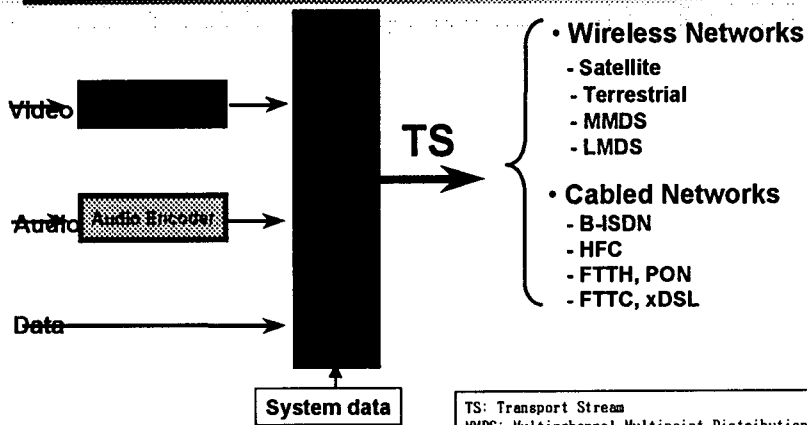 Video
Audio
Audio Encoder
Data
System data
TS
• Wireless Networks
- Satellite
- Terrestrial
- MMDS
- LMDS
• Cabled Networks
- B-ISDN
- HFC
- FTTH, PON
- FTTC, xDSL
TS: Transport Stream